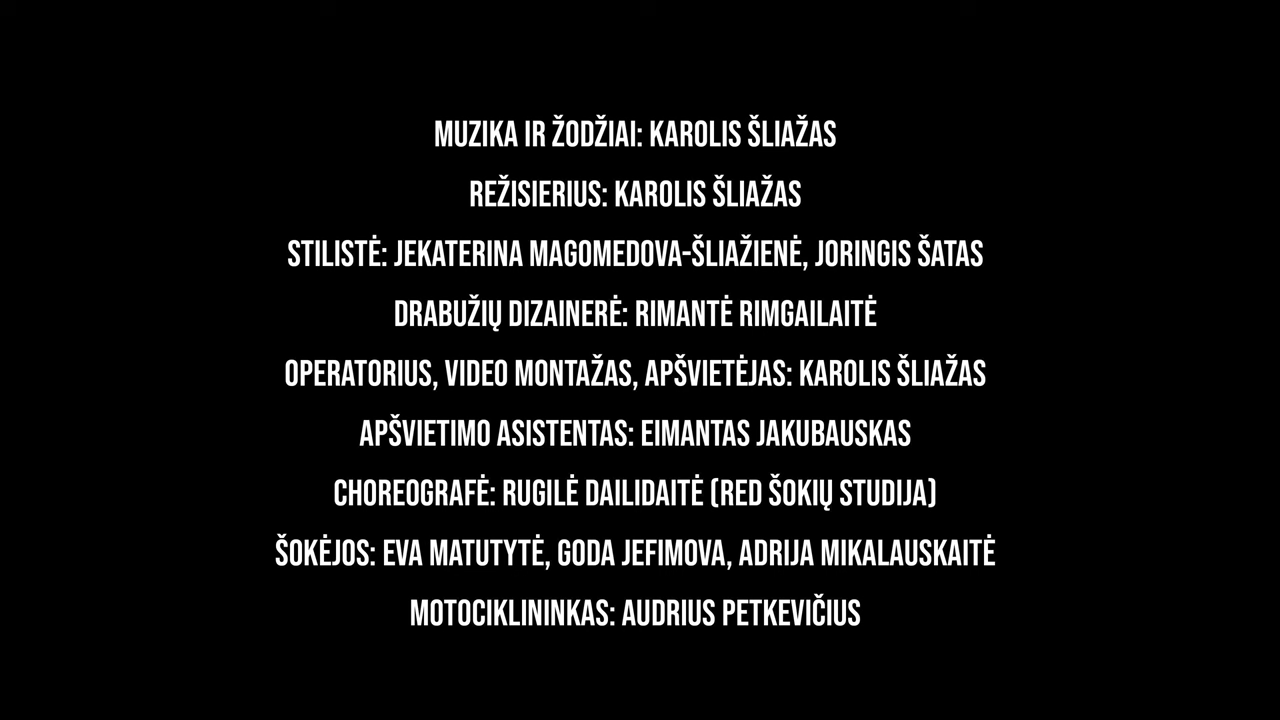 MUZIKA IR ŽODŽIAI: KAROLIS ŠLIAŽAS
REŽISIERIUS: KAROLIS ŠLIAŽAS
STILISTĖ: JEKATERINA MAGOMEDOVA-ŠLIAŽIENĖ, JORINGIS ŠATAS
DRABUŽIŲ DIZAINERĖ: RIMANTĖ RIMGAILAITĖ
OPERATORIUS, VIDEO MONTAŽAS, APŠVIETĖJAS: KAROLIS ŠLIAŽAS
APŠVIETIMO ASISTENTAS: EIMANTAS JAKUBAUSKAS
CHOREOGRAFĖ: RUGILĖ DAILIDAITĖ (RED ŠOKIŲ STUDIJA)
ŠOKĖJOS: EVA MATUTYTĖ, GODA JEFIMOVA, ADRIJA MIKALAUSKAITĖ
MOTOCIKLININKAS: AUDRIUS PETKEVIČIUS